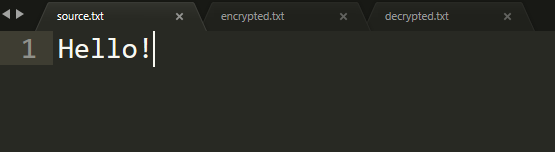 source.txt × encrypted.txt × decrypted.txt ×
1 Hello!